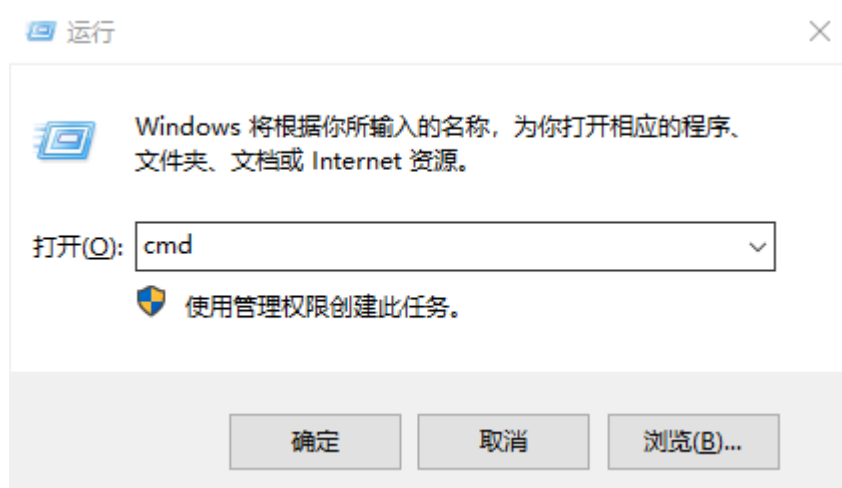 运行
Windows 将根据你所输入的名称，为你打开相应的程序、
文件夹、文档或 Internet 资源。
打开(O): cmd
使用管理权限创建此任务。
确定 取消 浏览(B)...